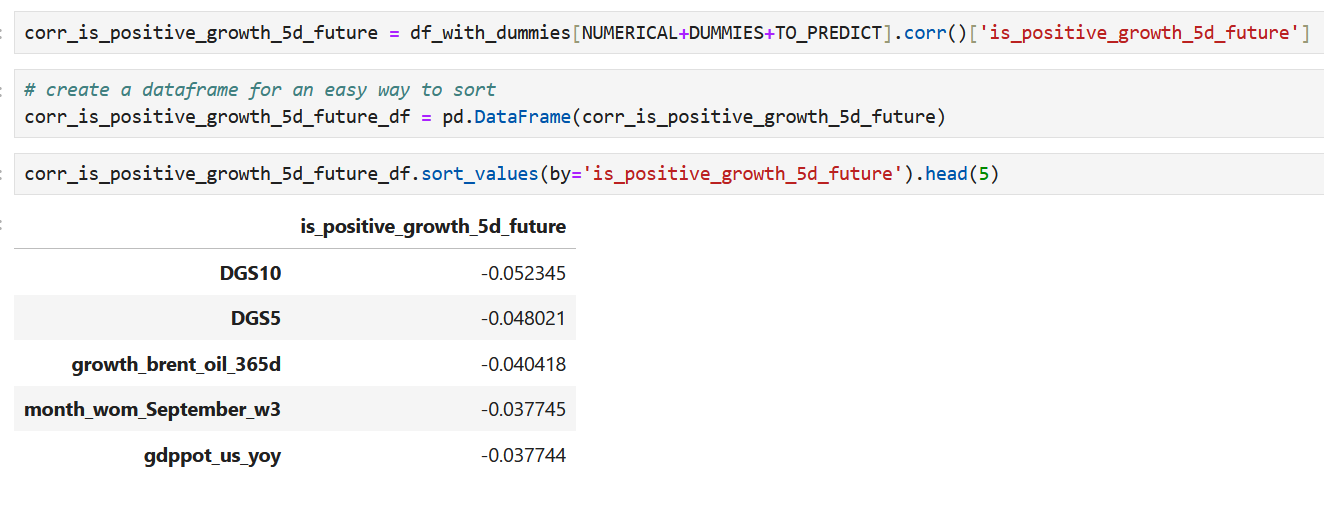 corr_is_positive_growth_5d_future = df_with_dummies[NUMERICAL+DUMMIES+TO_PREDICT].corr()['is_positive_growth_5d_future']
# create a dataframe for an easy way to sort
corr_is_positive_growth_5d_future_df = pd.DataFrame(corr_is_positive_growth_5d_future)
corr_is_positive_growth_5d_future_df.sort_values(by='is_positive_growth_5d_future').head(5)
is_positive_growth_5d_future
DGS10 -0.052345
DGS5 -0.048021
growth_brent_oil_365d -0.040418
month_wom_September_w3 -0.037745
gdppot_us_yoy -0.037744